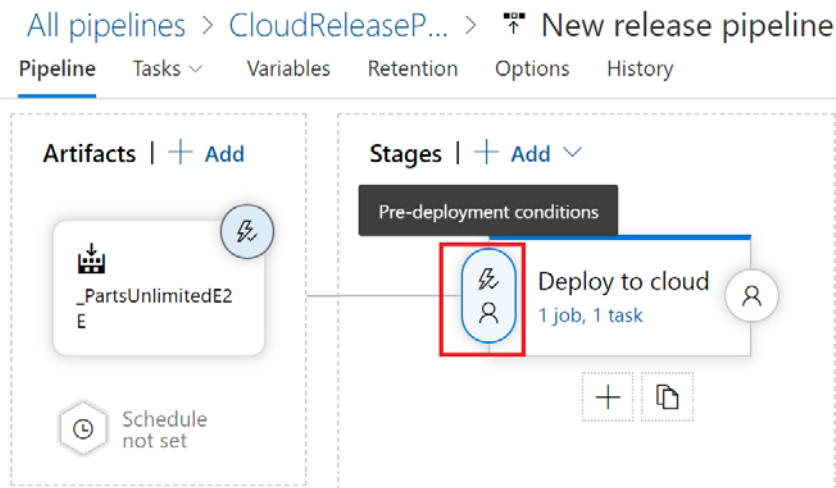 All pipelines > CloudReleaseP... > New release pipeline
Pipeline Tasks Variables Retention Options History
Artifacts | + Add
Stages | + Add
Pre-deployment conditions
_PartsUnlimitedE2
E
Deploy to cloud
1 job, 1 task
Schedule
not set